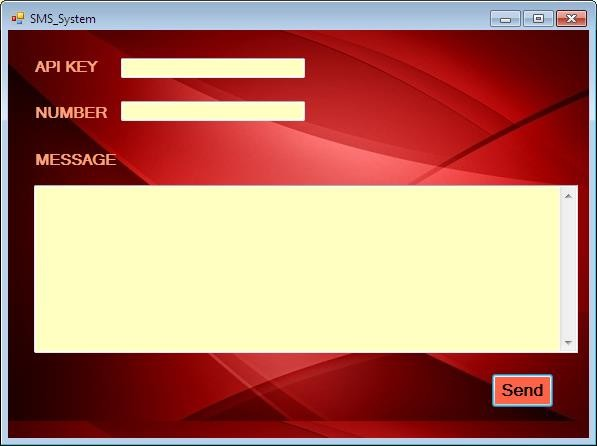 SMS_System
API KEY
NUMBER
MESSAGE
Send